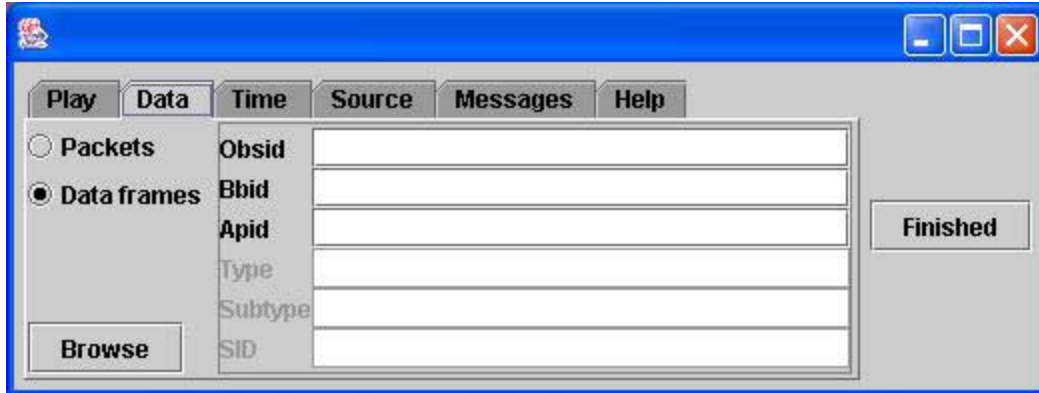 Play Data Time Source Messages Help
Packets
Data frames
Browse
Obsid
Bbid
Apid
Type
Subtype
SID
Finished